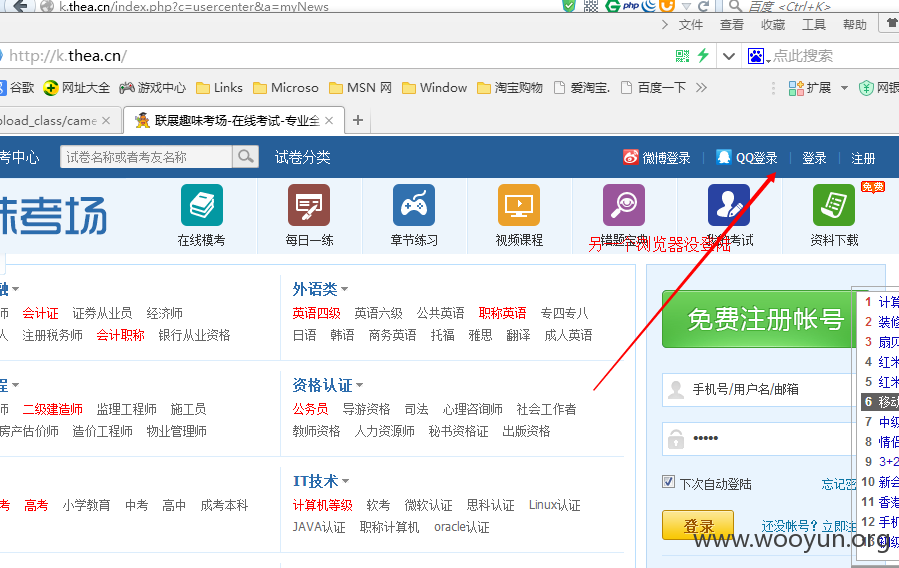 k.thea.cn/index.php?c=usercenter&a=myNews
php
百度 <Ctrl+K>
文件 查看 收藏 工具 帮助
http://k.thea.cn/
点此搜索
谷歌 网址大全 游戏中心 Links Microso MSN 网 Window 淘宝购物 爱淘宝. 百度一下 扩展 网银
pload_class/came
联展趣味考场-在线考试-专业全
考中心 试卷名称或者考友名称 试卷分类 微博登录 QQ登录 登录 注册
味考场
免费
在线模考 每日一练 章节练习 视频课程 错题宝典 考试 资料下载
另一个浏览器没登陆
融
师 会计证 证券从业员 经济师
人 注册税务师 会计职称 银行从业资格
外语类
英语四级 英语六级 公共英语 职称英语 专四专八
日语 韩语 商务英语 托福 雅思 翻译 成人英语
程
师 二级建造师 监理工程师 施工员
房产估价师 造价工程师 物业管理师
资格认证
公务员 导游资格 司法 心理咨询师 社会工作者
教师资格 人力资源师 秘书资格证 出版资格
考 高考 小学教育 中考 高中 成考本科
IT技术
计算机等级 软考 微软认证 思科认证 Linux认证
JAVA认证 职称计算机 oracle认证
免费注册帐号
手机号/用户名/邮箱
•••••
下次自动登陆 忘记密
登录 还没帐号？立即注
1 计算
2 装修
3 扇贝
4 红米
5 红米
6 移动
7 中级
8 情侣
9 3+2
10 新会
11 香港
12 手机
www.wooyun.org